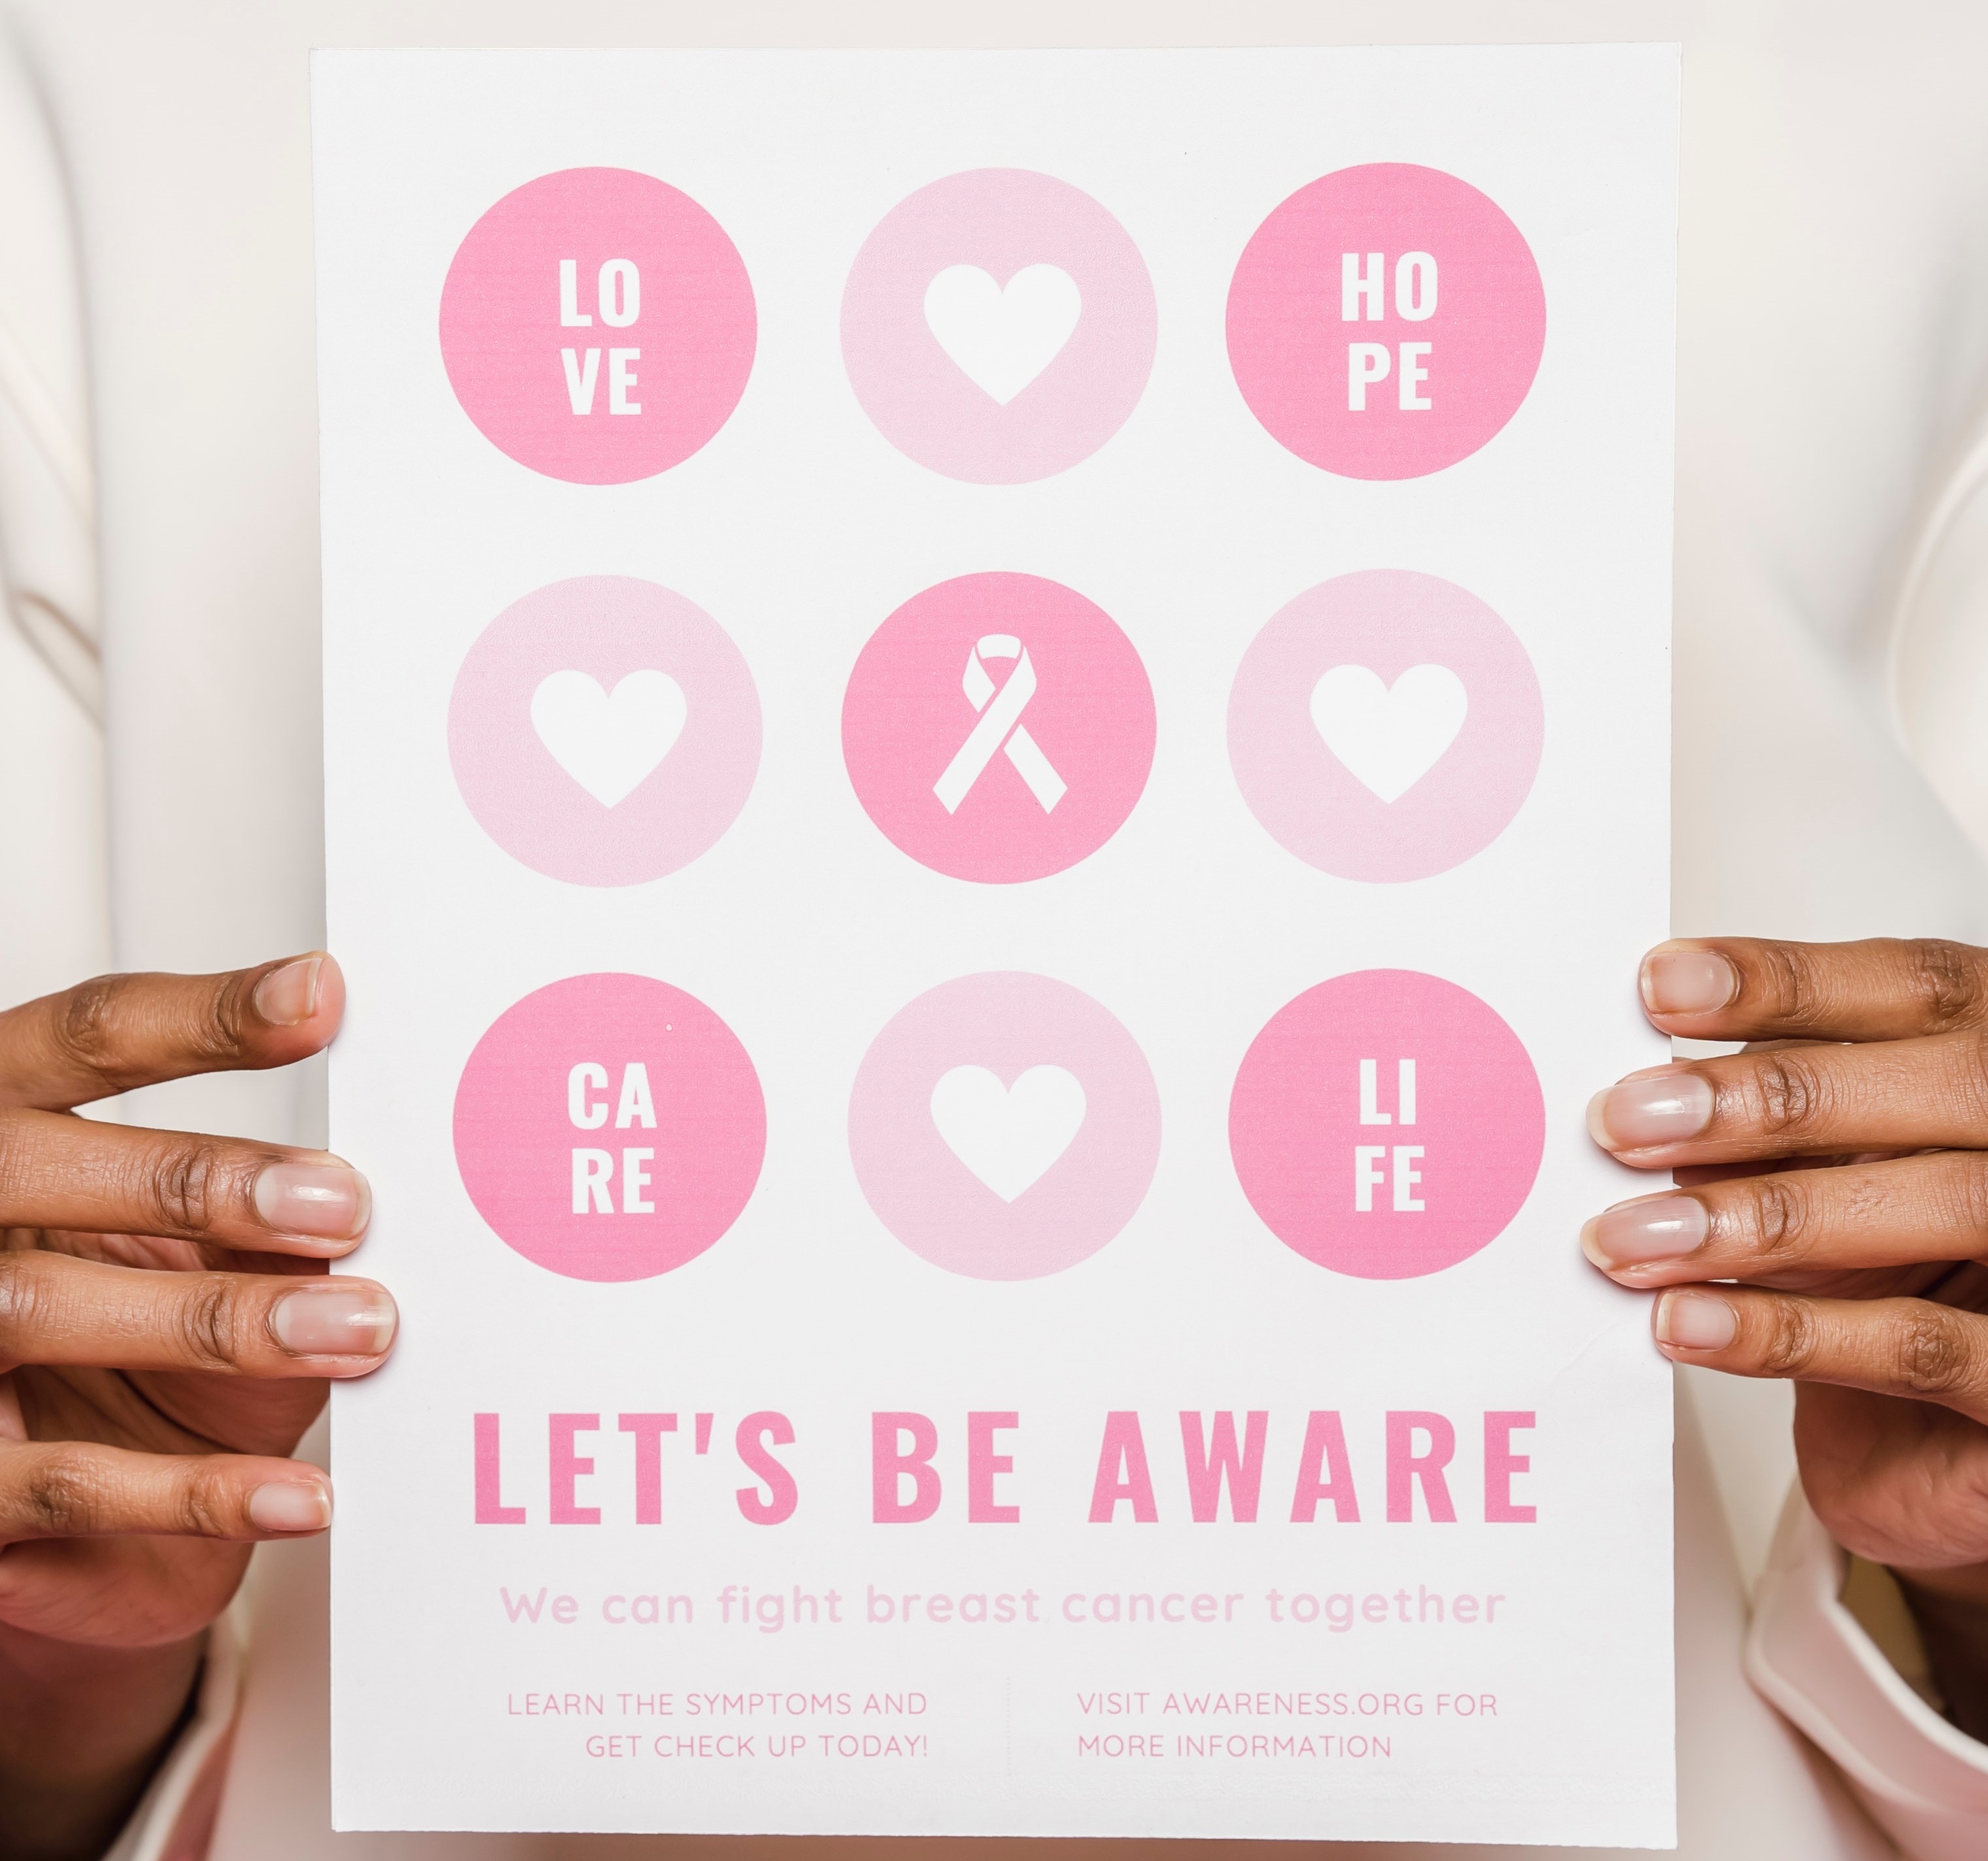 LO
VE
HO
PE
CA
RE
LI
FE
LET'S BE AWARE
We can fight breast cancer together
LEARN THE SYMPTOMS AND
GET CHECK UP TODAY!
VISIT AWARENESS.ORG FOR
MORE INFORMATION